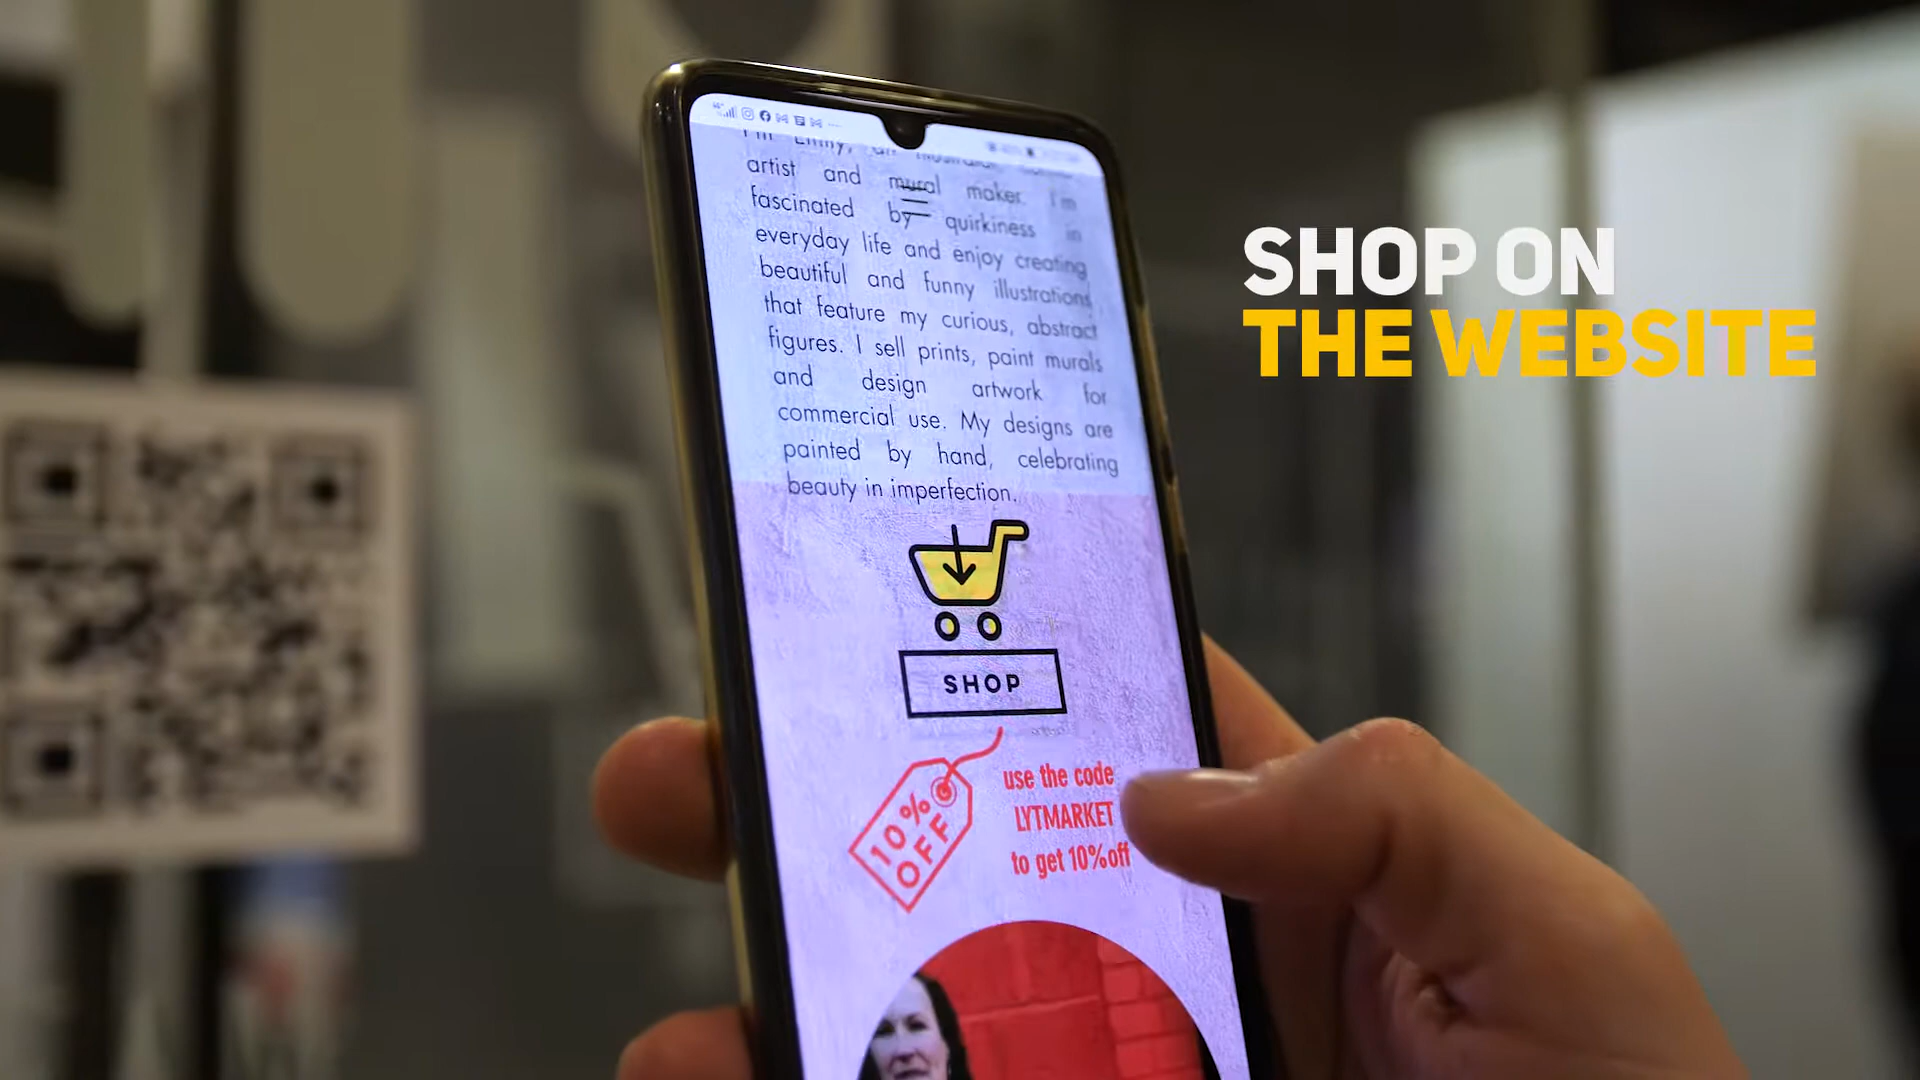 artist and mural maker. I'm
fascinated by quirkiness in
everyday life and enjoy creating
beautiful and funny illustrations
that feature my curious, abstract
figures. I sell prints, paint murals
and design artwork for
commercial use. My designs are
painted by hand, celebrating
beauty in imperfection.
SHOP
10%
OFF
use the code
LYTMARKET
to get 10%off
SHOP ON
THE WEBSITE